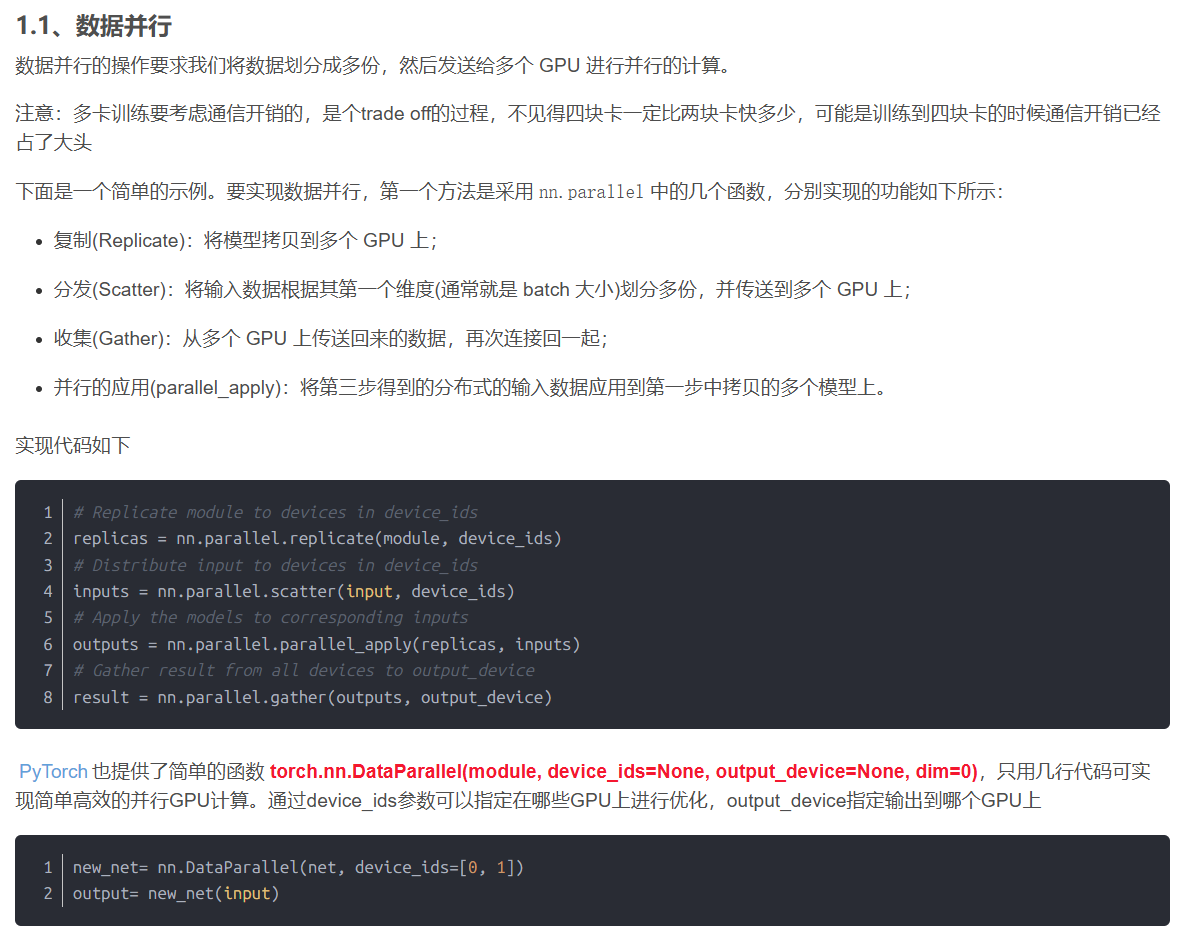 1.1、数据并行
数据并行的操作要求我们将数据划分成多份，然后发送给多个 GPU 进行并行的计算。
注意：多卡训练要考虑通信开销的，是个trade off的过程，不见得四块卡一定比两块卡快多少，可能是训练到四块卡的时候通信开销已经
占了大头
下面是一个简单的示例。要实现数据并行，第一个方法是采用 nn.parallel 中的几个函数，分别实现的功能如下所示：
• 复制(Replicate)：将模型拷贝到多个 GPU 上；
• 分发(Scatter)：将输入数据根据其第一个维度(通常就是 batch 大小)划分多份，并传送到多个 GPU 上；
• 收集(Gather)：从多个 GPU 上传送回来的数据，再次连接回一起；
• 并行的应用(parallel_apply)：将第三步得到的分布式的输入数据应用到第一步中拷贝的多个模型上。
实现代码如下
1 # Replicate module to devices in device_ids
2 replicas = nn.parallel.replicate(module, device_ids)
3 # Distribute input to devices in device_ids
4 inputs = nn.parallel.scatter(input, device_ids)
5 # Apply the models to corresponding inputs
6 outputs = nn.parallel.parallel_apply(replicas, inputs)
7 # Gather result from all devices to output_device
8 result = nn.parallel.gather(outputs, output_device)
PyTorch 也提供了简单的函数 torch.nn.DataParallel(module, device_ids=None, output_device=None, dim=0)，只用几行代码可实
现简单高效的并行GPU计算。通过device_ids参数可以指定在哪些GPU上进行优化，output_device指定输出到哪个GPU上
1 new_net= nn.DataParallel(net, device_ids=[0, 1])
2 output= new_net(input)